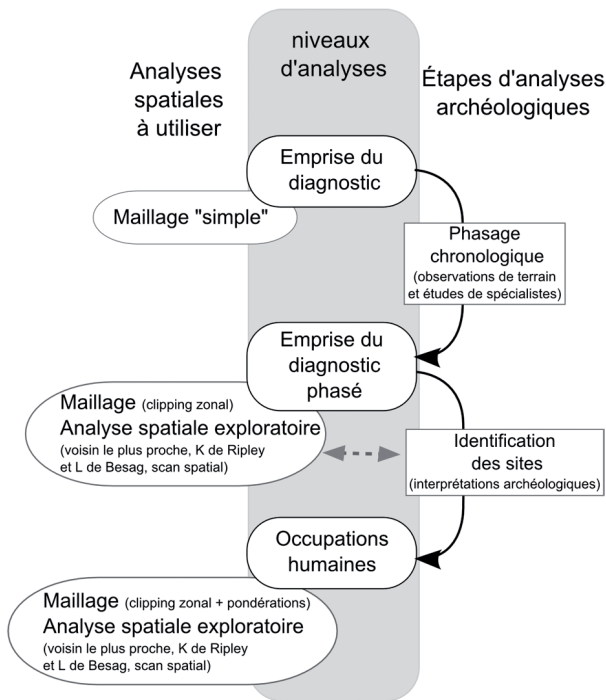 niveaux
d'analyses
Analyses
spatiales
à utiliser
Étapes d'analyses
archéologiques
Emprise du
diagnostic
Maillage "simple"
Phasage
chronologique
(observations de terrain
et études de spécialistes)
Emprise du
diagnostic
phasé
Maillage (clipping zonal)
Analyse spatiale exploratoire
(voisin le plus proche, K de Ripley
et L de Besag, scan spatial)
Identification
des sites
(interprétations archéologiques)
Occupations
humaines
Maillage (clipping zonal + pondérations)
Analyse spatiale exploratoire
(voisin le plus proche, K de Ripley
et L de Besag, scan spatial)